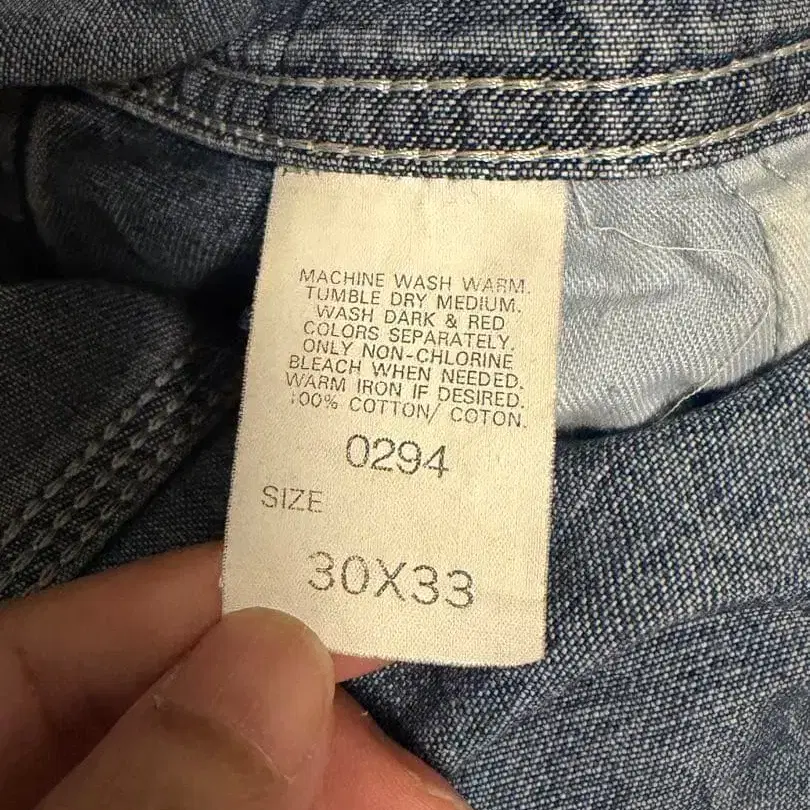 MACHINE WASH WARM.
TUMBLE DRY MEDIUM.
WASH DARK & RED
COLORS SEPARATELY.
ONLY NON-CHLORINE
BLEACH WHEN NEEDED.
WARM IRON IF DESIRED.
100% COTTON/ COTON.
0294
SIZE
30X33